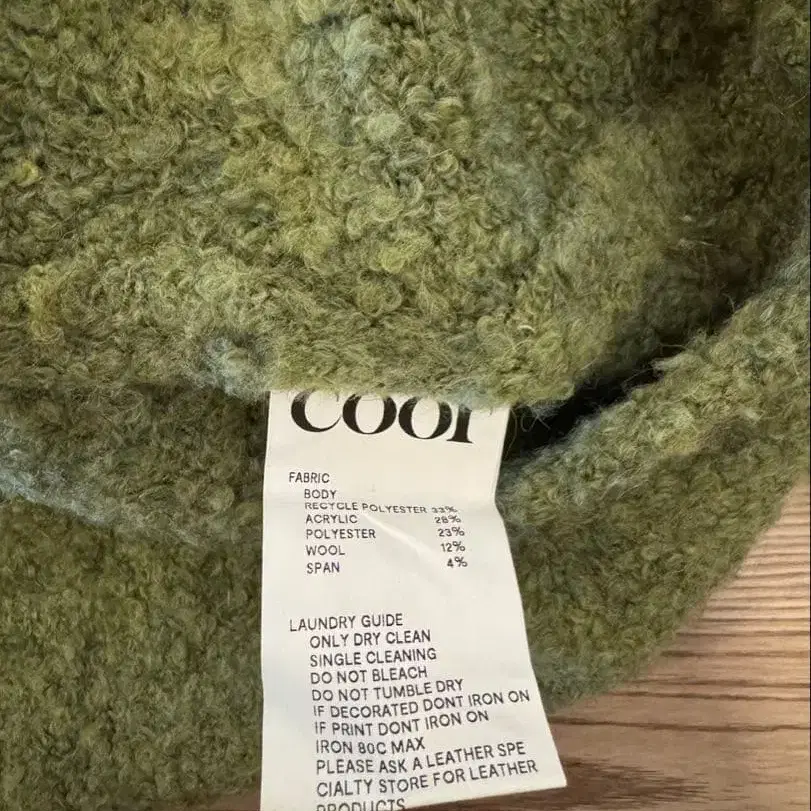 COOL
FABRIC
BODY
RECYCLE POLYESTER 33%
ACRYLIC 28%
POLYESTER 23%
WOOL 12%
SPAN 4%
LAUNDRY GUIDE
ONLY DRY CLEAN
SINGLE CLEANING
DO NOT BLEACH
DO NOT TUMBLE DRY
IF DECORATED DONT IRON ON
IF PRINT DONT IRON ON
IRON 80C MAX
PLEASE ASK A LEATHER SPE
CIALTY STORE FOR LEATHER
PRODUCTS